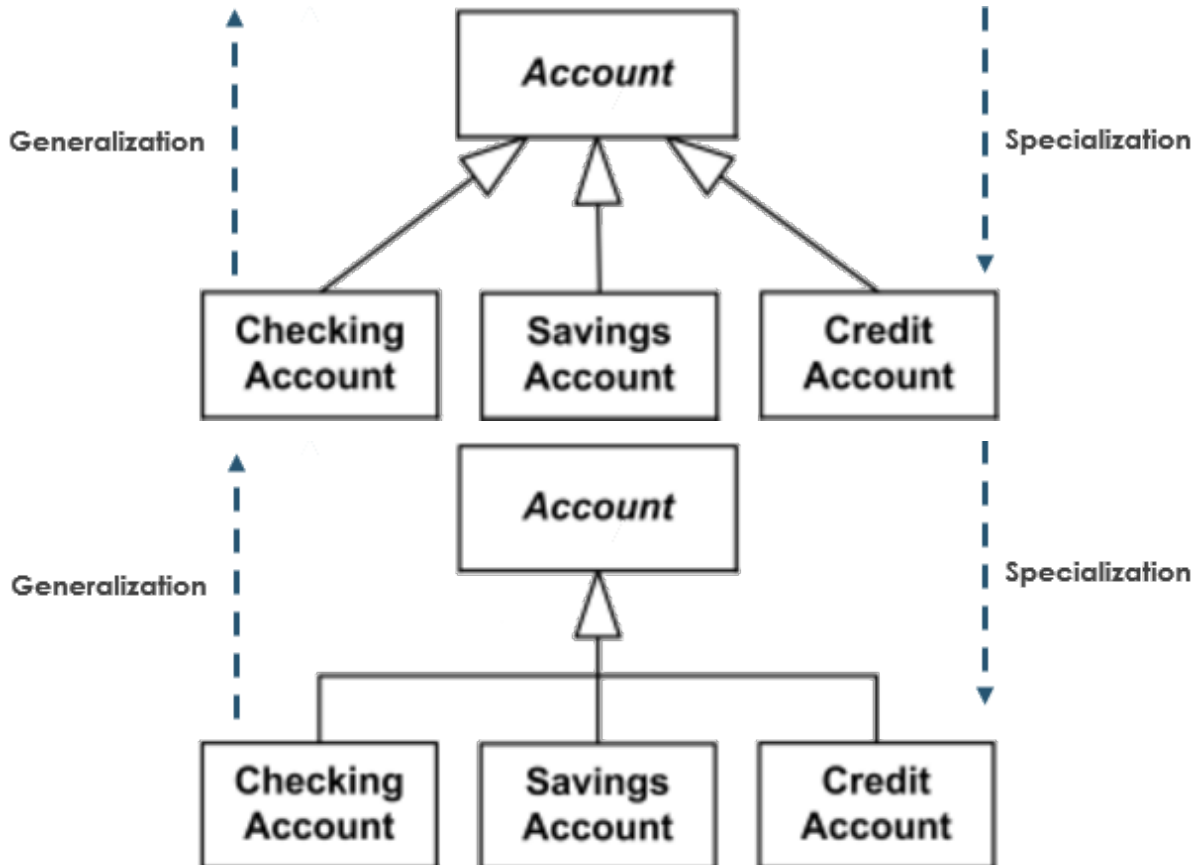 Account
Generalization
Specialization
Checking
Account
Savings
Account
Credit
Account
Account
Generalization
Specialization
Checking
Account
Savings
Account
Credit
Account